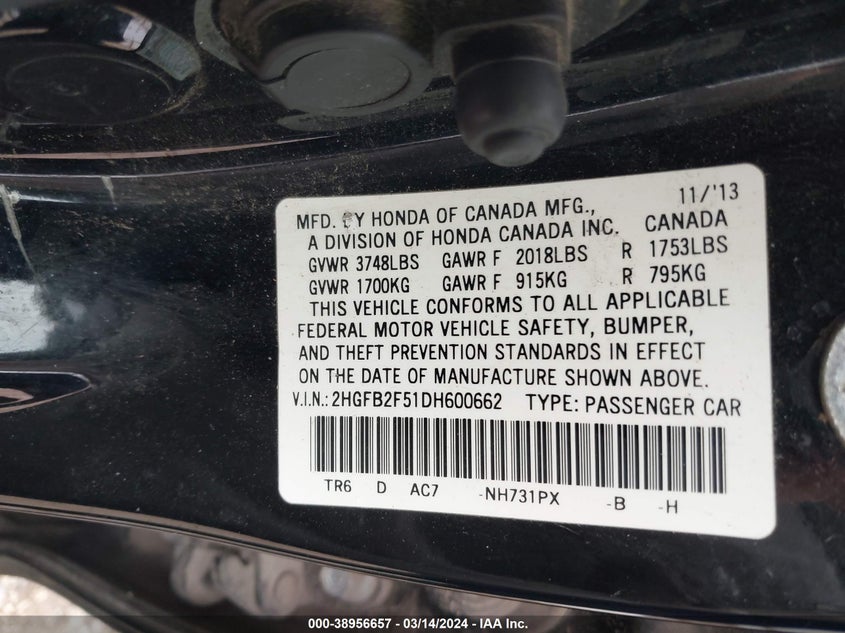 11/'13
MFD. BY HONDA OF CANADA MFG.,
A DIVISION OF HONDA CANADA INC. CANADA
GVWR 3748LBS GAWR F 2018LBS R 1753LBS
GVWR 1700KG GAWR F 915KG R 795KG
THIS VEHICLE CONFORMS TO ALL APPLICABLE
FEDERAL MOTOR VEHICLE SAFETY, BUMPER,
AND THEFT PREVENTION STANDARDS IN EFFECT
ON THE DATE OF MANUFACTURE SHOWN ABOVE.
V.I.N.: 2HGFB2F51DH600662 TYPE: PASSENGER CAR
TR6 D AC7 -NH731PX -B -H
000-38956657 - 03/14/2024 - IAA Inc.